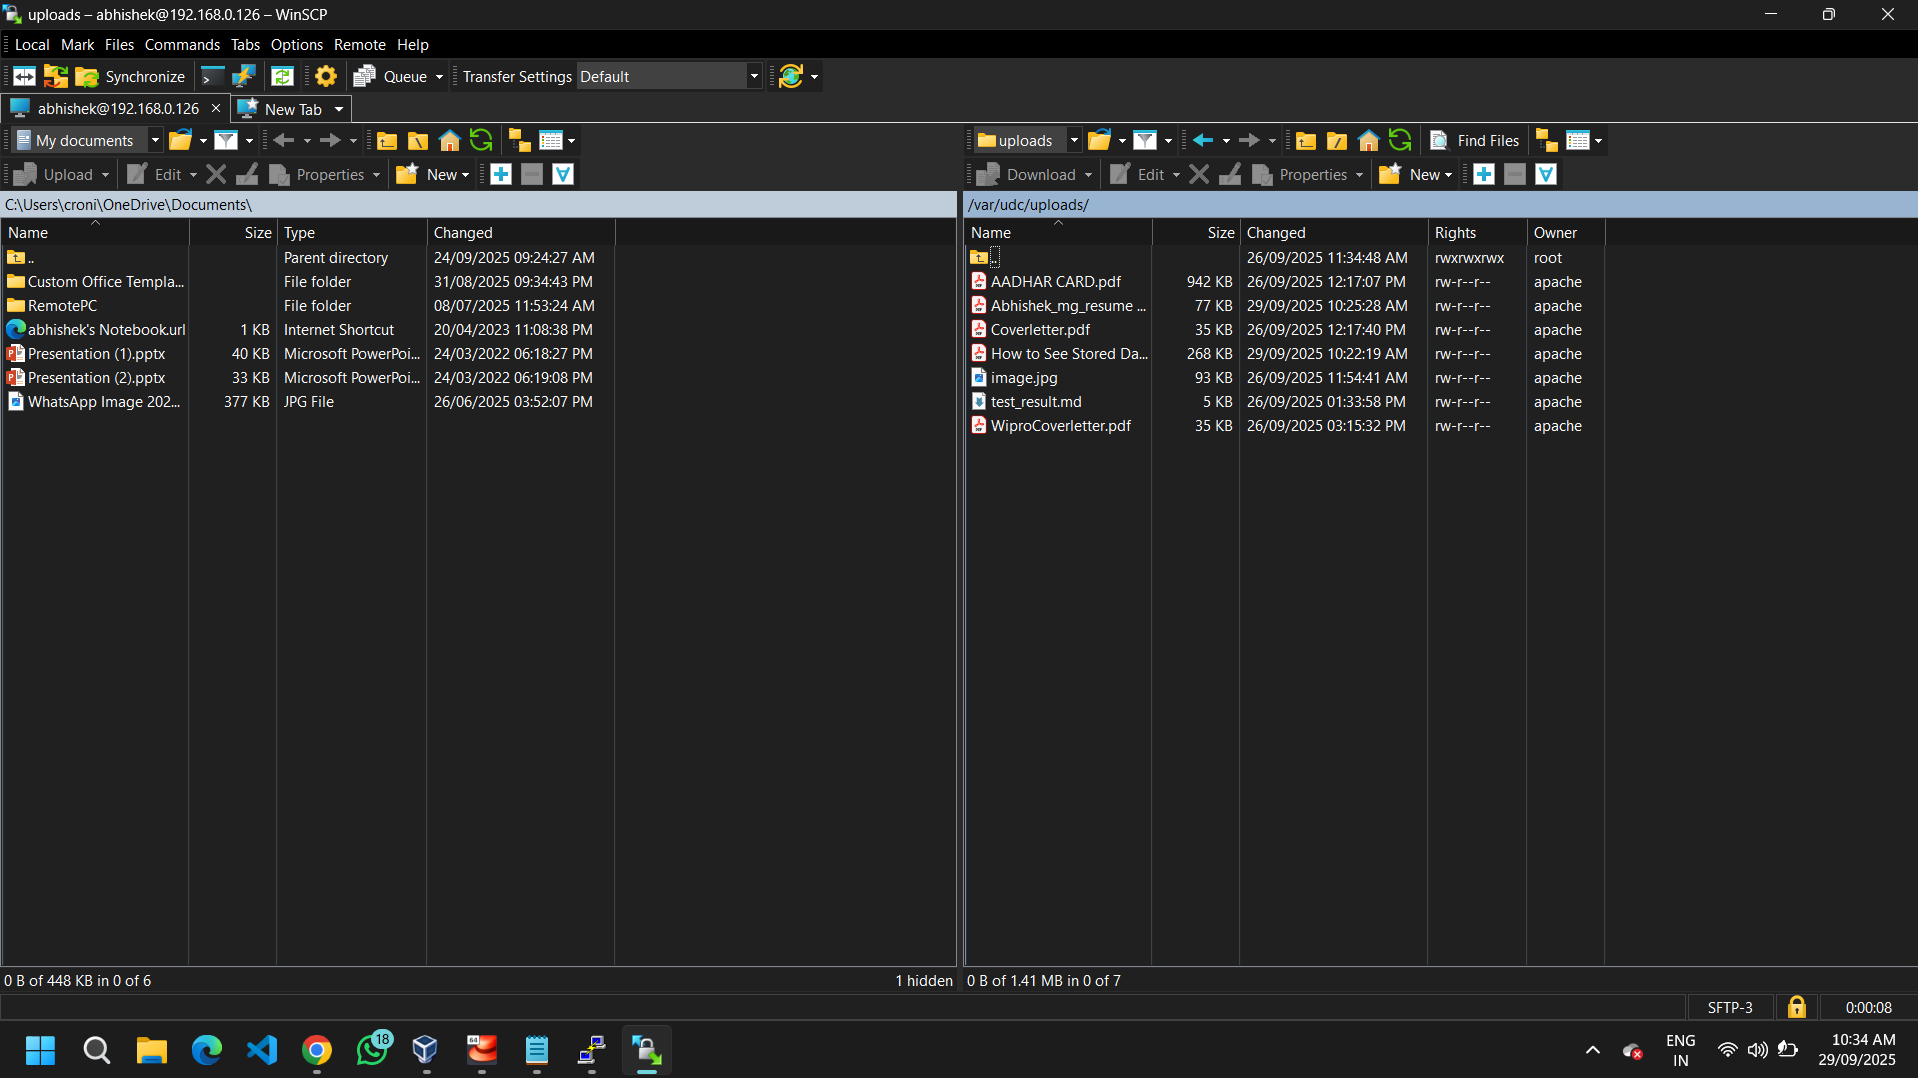 uploads – abhishek@192.168.0.126 – WinSCP
Local Mark Files Commands Tabs Options Remote Help
Synchronize Queue Transfer Settings Default
abhishek@192.168.0.126 × New Tab
My documents
Upload Edit Properties New
C:\Users\croni\OneDrive\Documents\
Name Size Type Changed
.. Parent directory 24/09/2025 09:24:27 AM
Custom Office Templa... File folder 31/08/2025 09:34:43 PM
RemotePC File folder 08/07/2025 11:53:24 AM
abhishek's Notebook.url 1 KB Internet Shortcut 20/04/2023 11:08:38 PM
Presentation (1).pptx 40 KB Microsoft PowerPoi... 24/03/2022 06:18:27 PM
Presentation (2).pptx 33 KB Microsoft PowerPoi... 24/03/2022 06:19:08 PM
WhatsApp Image 202... 377 KB JPG File 26/06/2025 03:52:07 PM
0 B of 448 KB in 0 of 6 1 hidden
uploads Find Files
Download Edit Properties New
/var/udc/uploads/
Name Size Changed Rights Owner
.. 26/09/2025 11:34:48 AM rwxrwxrwx root
AADHAR CARD.pdf 942 KB 26/09/2025 12:17:07 PM rw-r--r-- apache
Abhishek_mg_resume ... 77 KB 29/09/2025 10:25:28 AM rw-r--r-- apache
Coverletter.pdf 35 KB 26/09/2025 12:17:40 PM rw-r--r-- apache
How to See Stored Da... 268 KB 29/09/2025 10:22:19 AM rw-r--r-- apache
image.jpg 93 KB 26/09/2025 11:54:41 AM rw-r--r-- apache
test_result.md 5 KB 26/09/2025 01:33:58 PM rw-r--r-- apache
WiproCoverletter.pdf 35 KB 26/09/2025 03:15:32 PM rw-r--r-- apache
0 B of 1.41 MB in 0 of 7
SFTP-3 0:00:08
18
64
ENG
IN
10:34 AM
29/09/2025